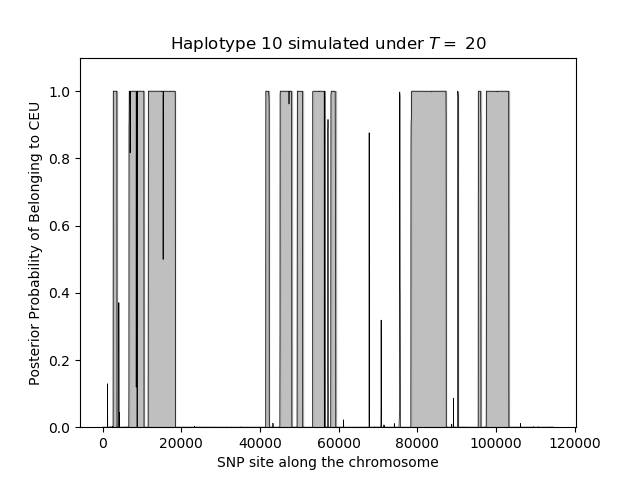 Haplotype 10 simulated under T = 20
Posterior Probability of Belonging to CEU
1.0
0.8
0.6
0.4
0.2
0.0
0 20000 40000 60000 80000 100000 120000
SNP site along the chromosome